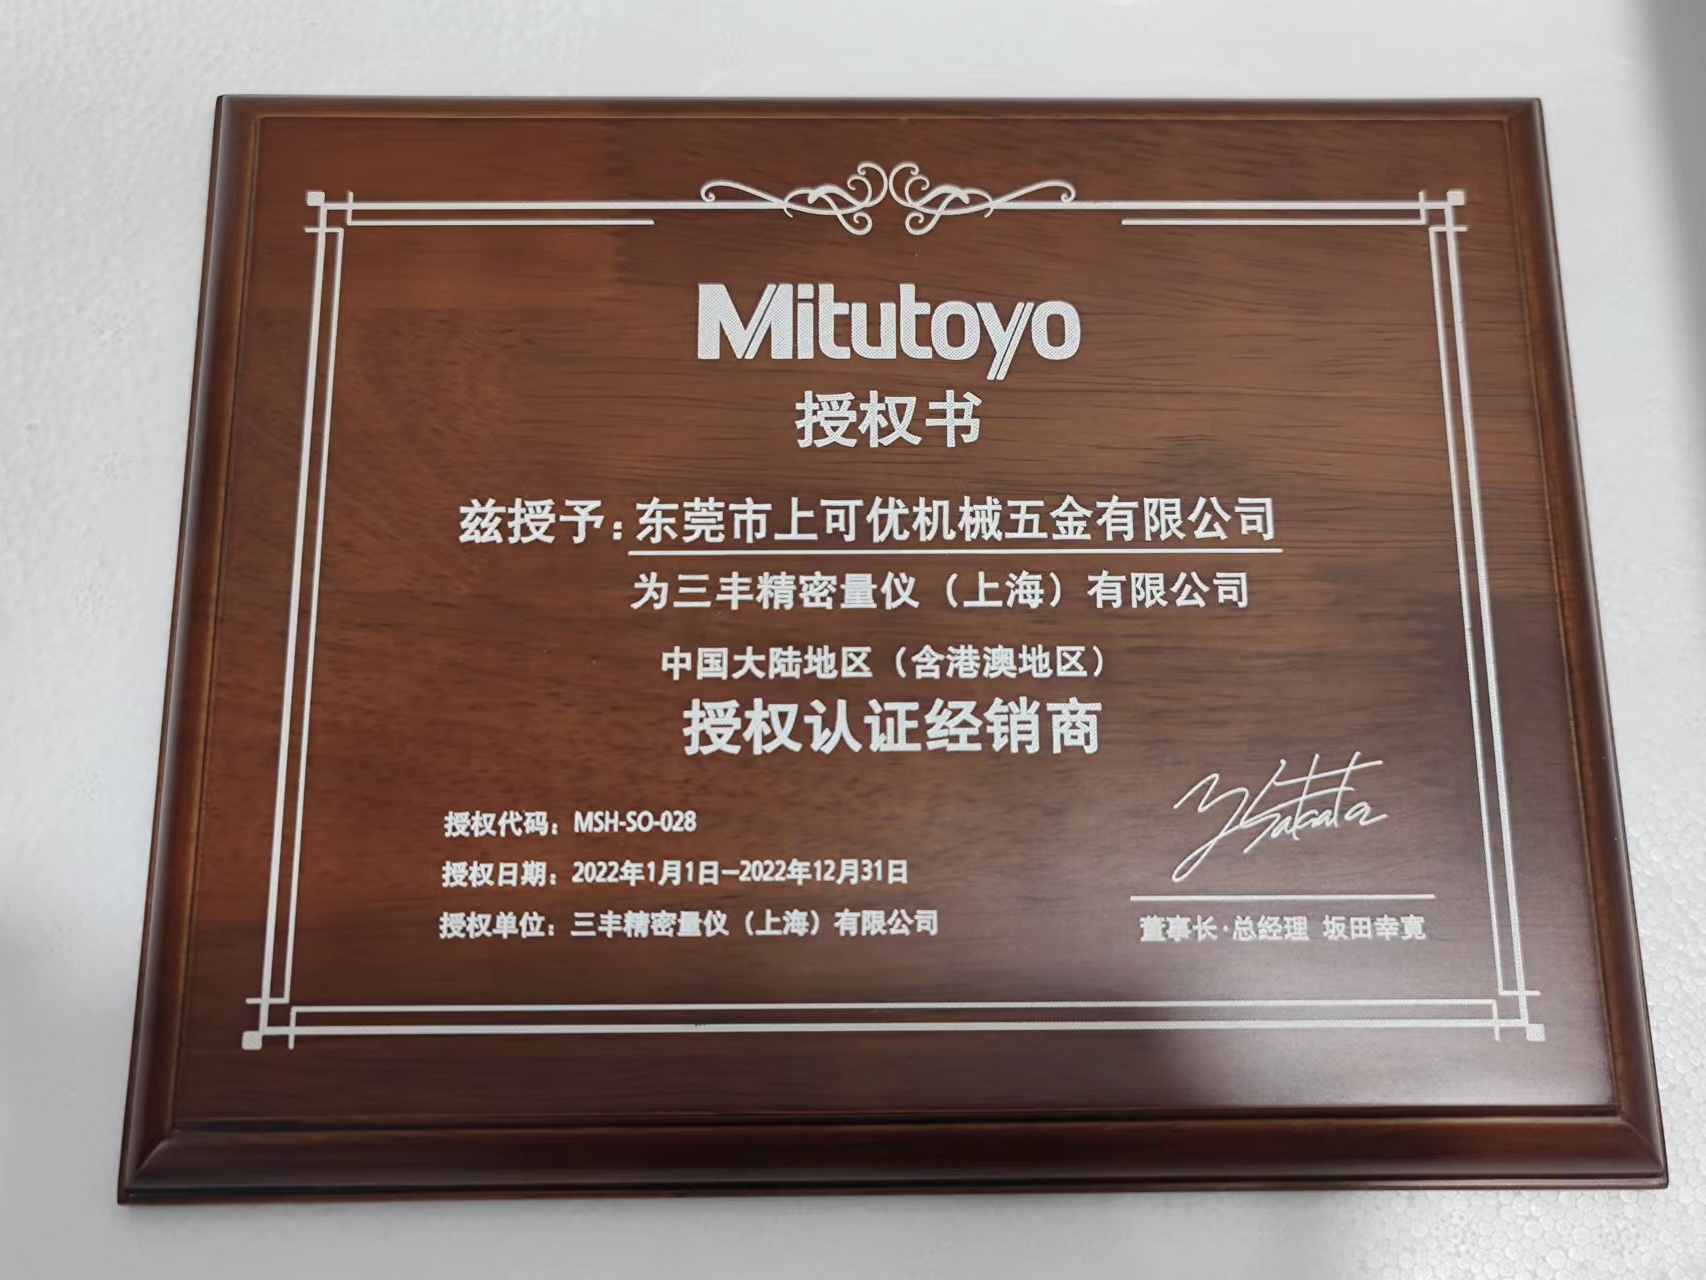 Mitutoyo
授权书
兹授予：东莞市上可优机械五金有限公司
为三丰精密量仪（上海）有限公司
中国大陆地区（含港澳地区）
授权认证经销商
授权代码：MSH-SO-028
授权日期：2022年1月1日—2022年12月31日
授权单位：三丰精密量仪（上海）有限公司
董事长·总经理 坂田幸寛